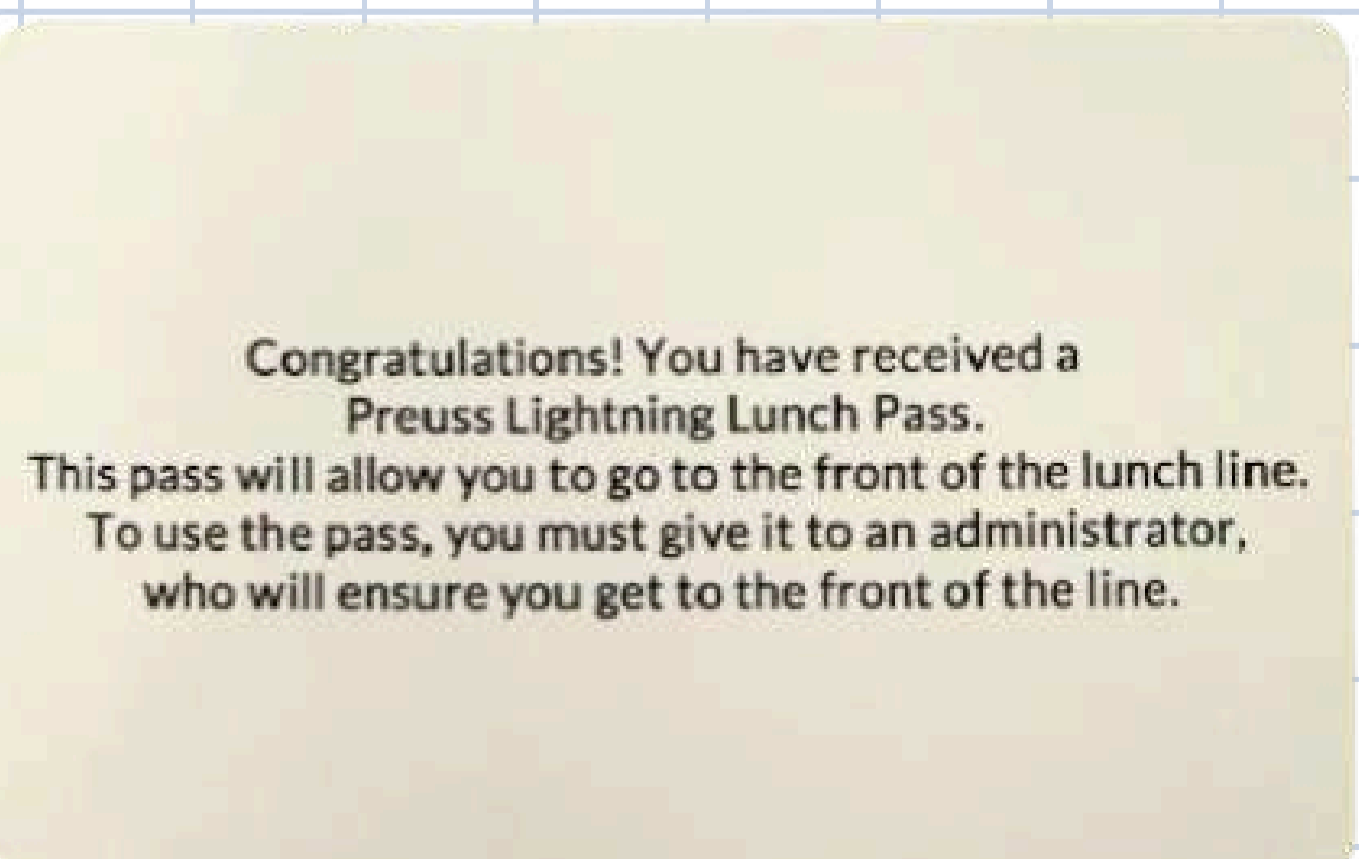 Congratulations! You have received a
Preuss Lightning Lunch Pass.
This pass will allow you to go to the front of the lunch line.
To use the pass, you must give it to an administrator,
who will ensure you get to the front of the line.